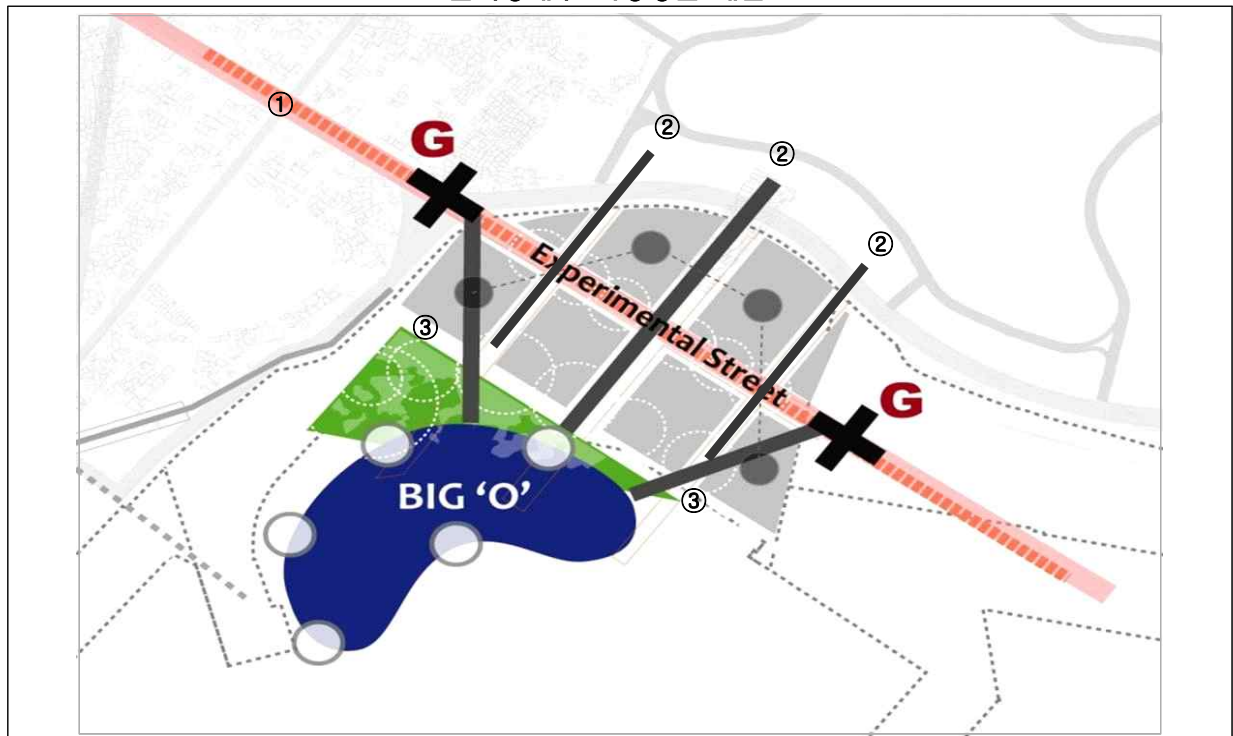 ①
G
②
②
②
Experimental Street
③
G
BIG ‘O’
③